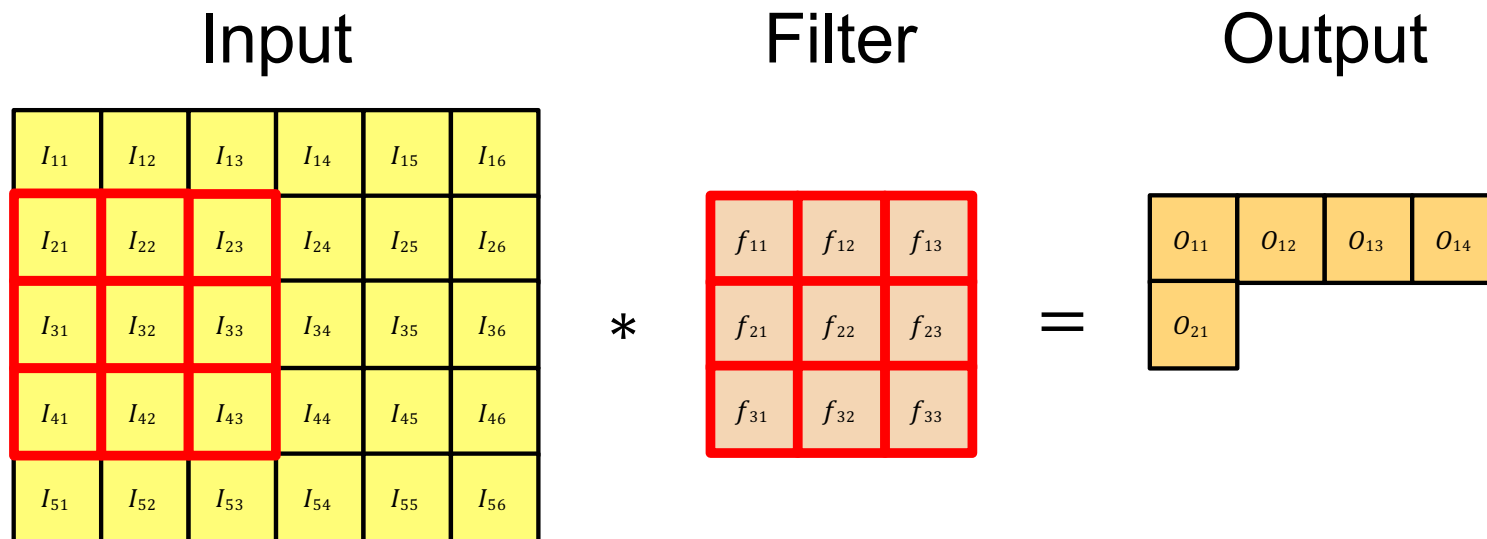 Input Filter Output
I₁₁ I₁₂ I₁₃ I₁₄ I₁₅ I₁₆
I₂₁ I₂₂ I₂₃ I₂₄ I₂₅ I₂₆ f₁₁ f₁₂ f₁₃ O₁₁ O₁₂ O₁₃ O₁₄
I₃₁ I₃₂ I₃₃ I₃₄ I₃₅ I₃₆ * f₂₁ f₂₂ f₂₃ = O₂₁
I₄₁ I₄₂ I₄₃ I₄₄ I₄₅ I₄₆ f₃₁ f₃₂ f₃₃
I₅₁ I₅₂ I₅₃ I₅₄ I₅₅ I₅₆